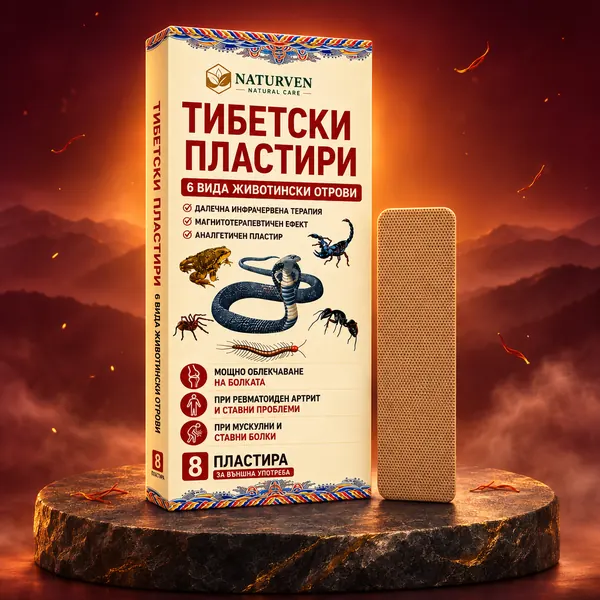 NATURVEN
NATURAL CARE
ТИБЕТСКИ
ПЛАСТИРИ
6 ВИДА ЖИВОТИНСКИ ОТРОВИ
ДАЛЕЧНА ИНФРАЧЕРВЕНА ТЕРАПИЯ
МАГНИТОТЕРАПЕВТИЧЕН ЕФЕКТ
АНАЛГЕТИЧЕН ПЛАСТИР
МОЩНО ОБЛЕКЧАВАНЕ
НА БОЛКАТА
ПРИ РЕВМАТОИДЕН АРТРИТ
И СТАВНИ ПРОБЛЕМИ
ПРИ МУСКУЛНИ И
СТАВНИ БОЛКИ
8 ПЛАСТИРА
ЗА ВЪНШНА УПОТРЕБА
ТИБЕТСКИ ПЛАСТИРИ 6 ВИДА ЖИВОТИНСКИ ОТРОВИ
8
ПЛАСТИРА